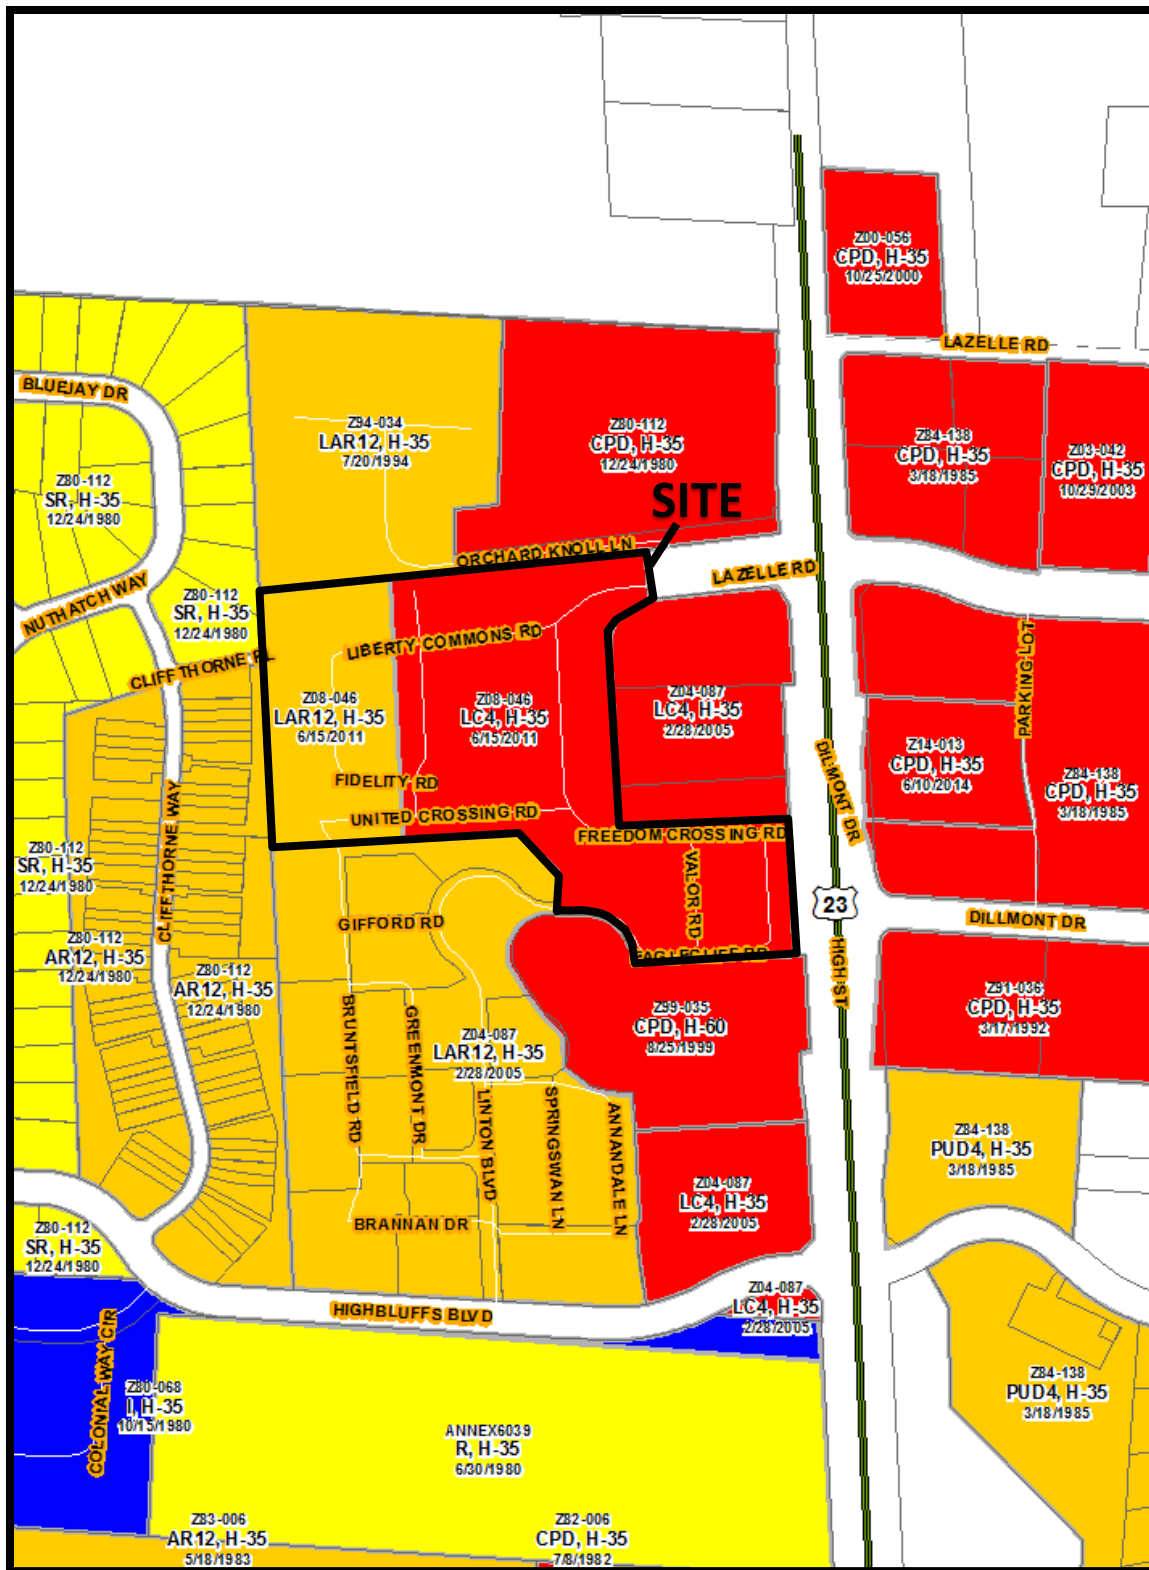 Z00-056
CPD, H-35
10/25/2000
LAZELLE RD
BLUEJAY DR
Z94-034
LAR12, H-35
7/20/1994
Z80-112
CPD, H-35
12/24/1980
Z84-138
CPD, H-35
3/18/1985
Z03-042
CPD, H-35
10/29/2003
Z80-112
SR, H-35
12/24/1980
SITE
ORCHARD KNOLL LN
LAZELLE RD
NUTHATCH WAY
Z80-112
SR, H-35
12/24/1980
LIBERTY COMMONS RD
CLIFFTHORNE PL
PARKING LOT
Z08-046
LAR12, H-35
6/15/2011
Z08-046
LC4, H-35
6/15/2011
Z04-087
LC4, H-35
2/28/2005
Z14-013
CPD, H-35
6/10/2014
Z84-138
CPD, H-35
3/18/1985
DILMONT DR
FIDELITY RD
UNITED CROSSING RD
FREEDOM CROSSING RD
CLIFFTHORNE WAY
VALOR RD
Z80-112
SR, H-35
12/24/1980
23
GIFFORD RD
DILLMONT DR
Z80-112
AR12, H-35
12/24/1980
Z80-112
AR12, H-35
12/24/1980
EAGLECLIFF RD
HIGH ST
Z99-035
CPD, H-60
8/25/1999
Z91-036
CPD, H-35
3/17/1992
BRUNTSFIELD RD
GREENMONT DR
Z04-087
LAR12, H-35
2/28/2005
LINTON BLVD
SPRINGSWAN LN
ANNANDALE LN
Z84-138
PUD4, H-35
3/18/1985
Z04-087
LC4, H-35
2/28/2005
BRANNAN DR
Z80-112
SR, H-35
12/24/1980
Z04-087
LC4, H-35
2/28/2005
HIGHBLUFFS BLVD
COLONIAL WAY CIR
Z80-068
I, H-35
10/15/1980
Z84-138
PUD4, H-35
3/18/1985
ANNEX6039
R, H-35
6/30/1980
Z83-006
AR12, H-35
5/18/1983
Z82-006
CPD, H-35
7/8/1982